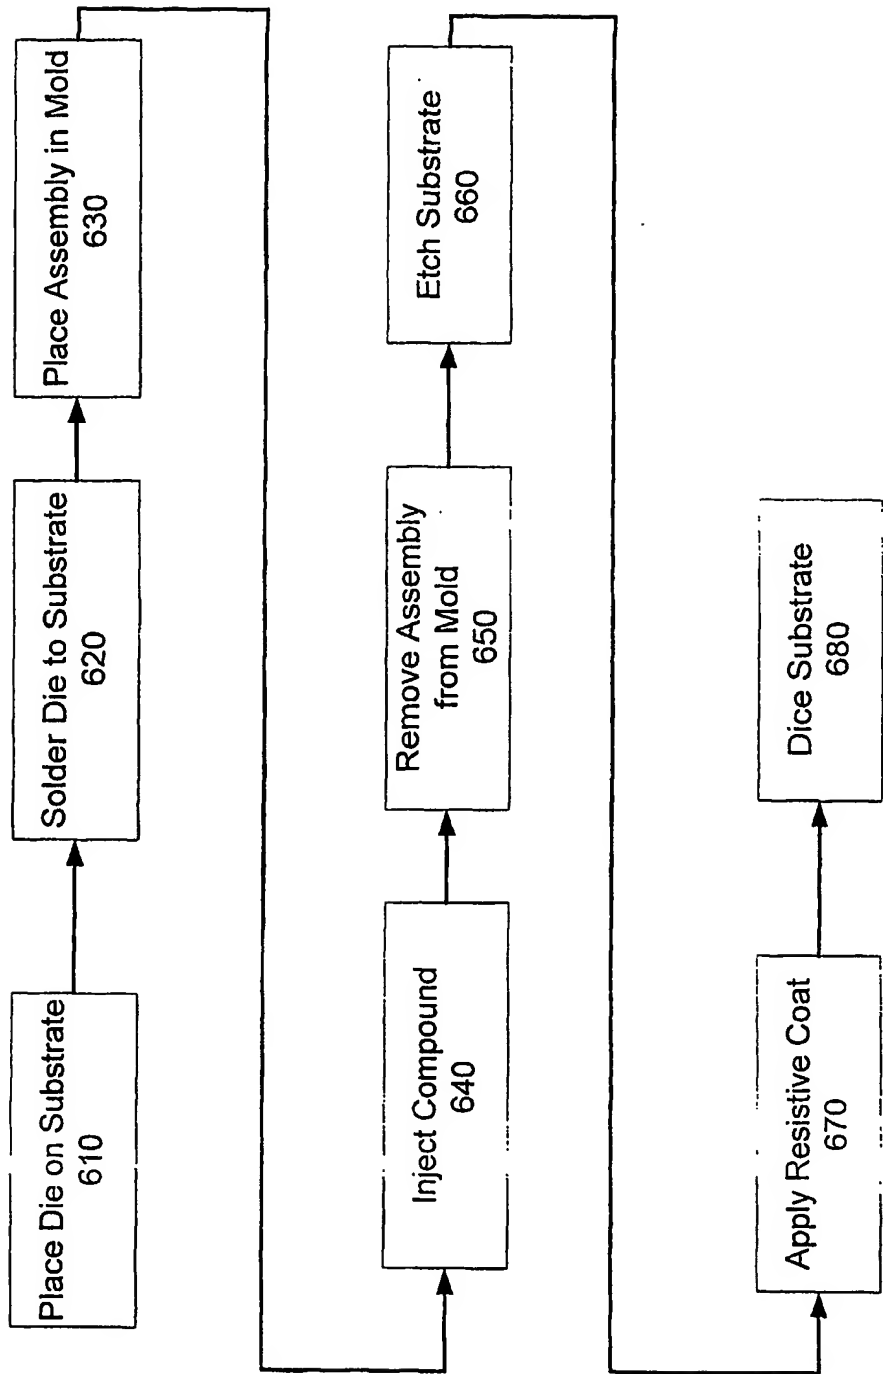 Place Die on Substrate
610
Solder Die to Substrate
620
Place Assembly in Mold
630
Inject Compound
640
Remove Assembly
from Mold
650
Etch Substrate
660
Apply Resistive Coat
670
Dice Substrate
680